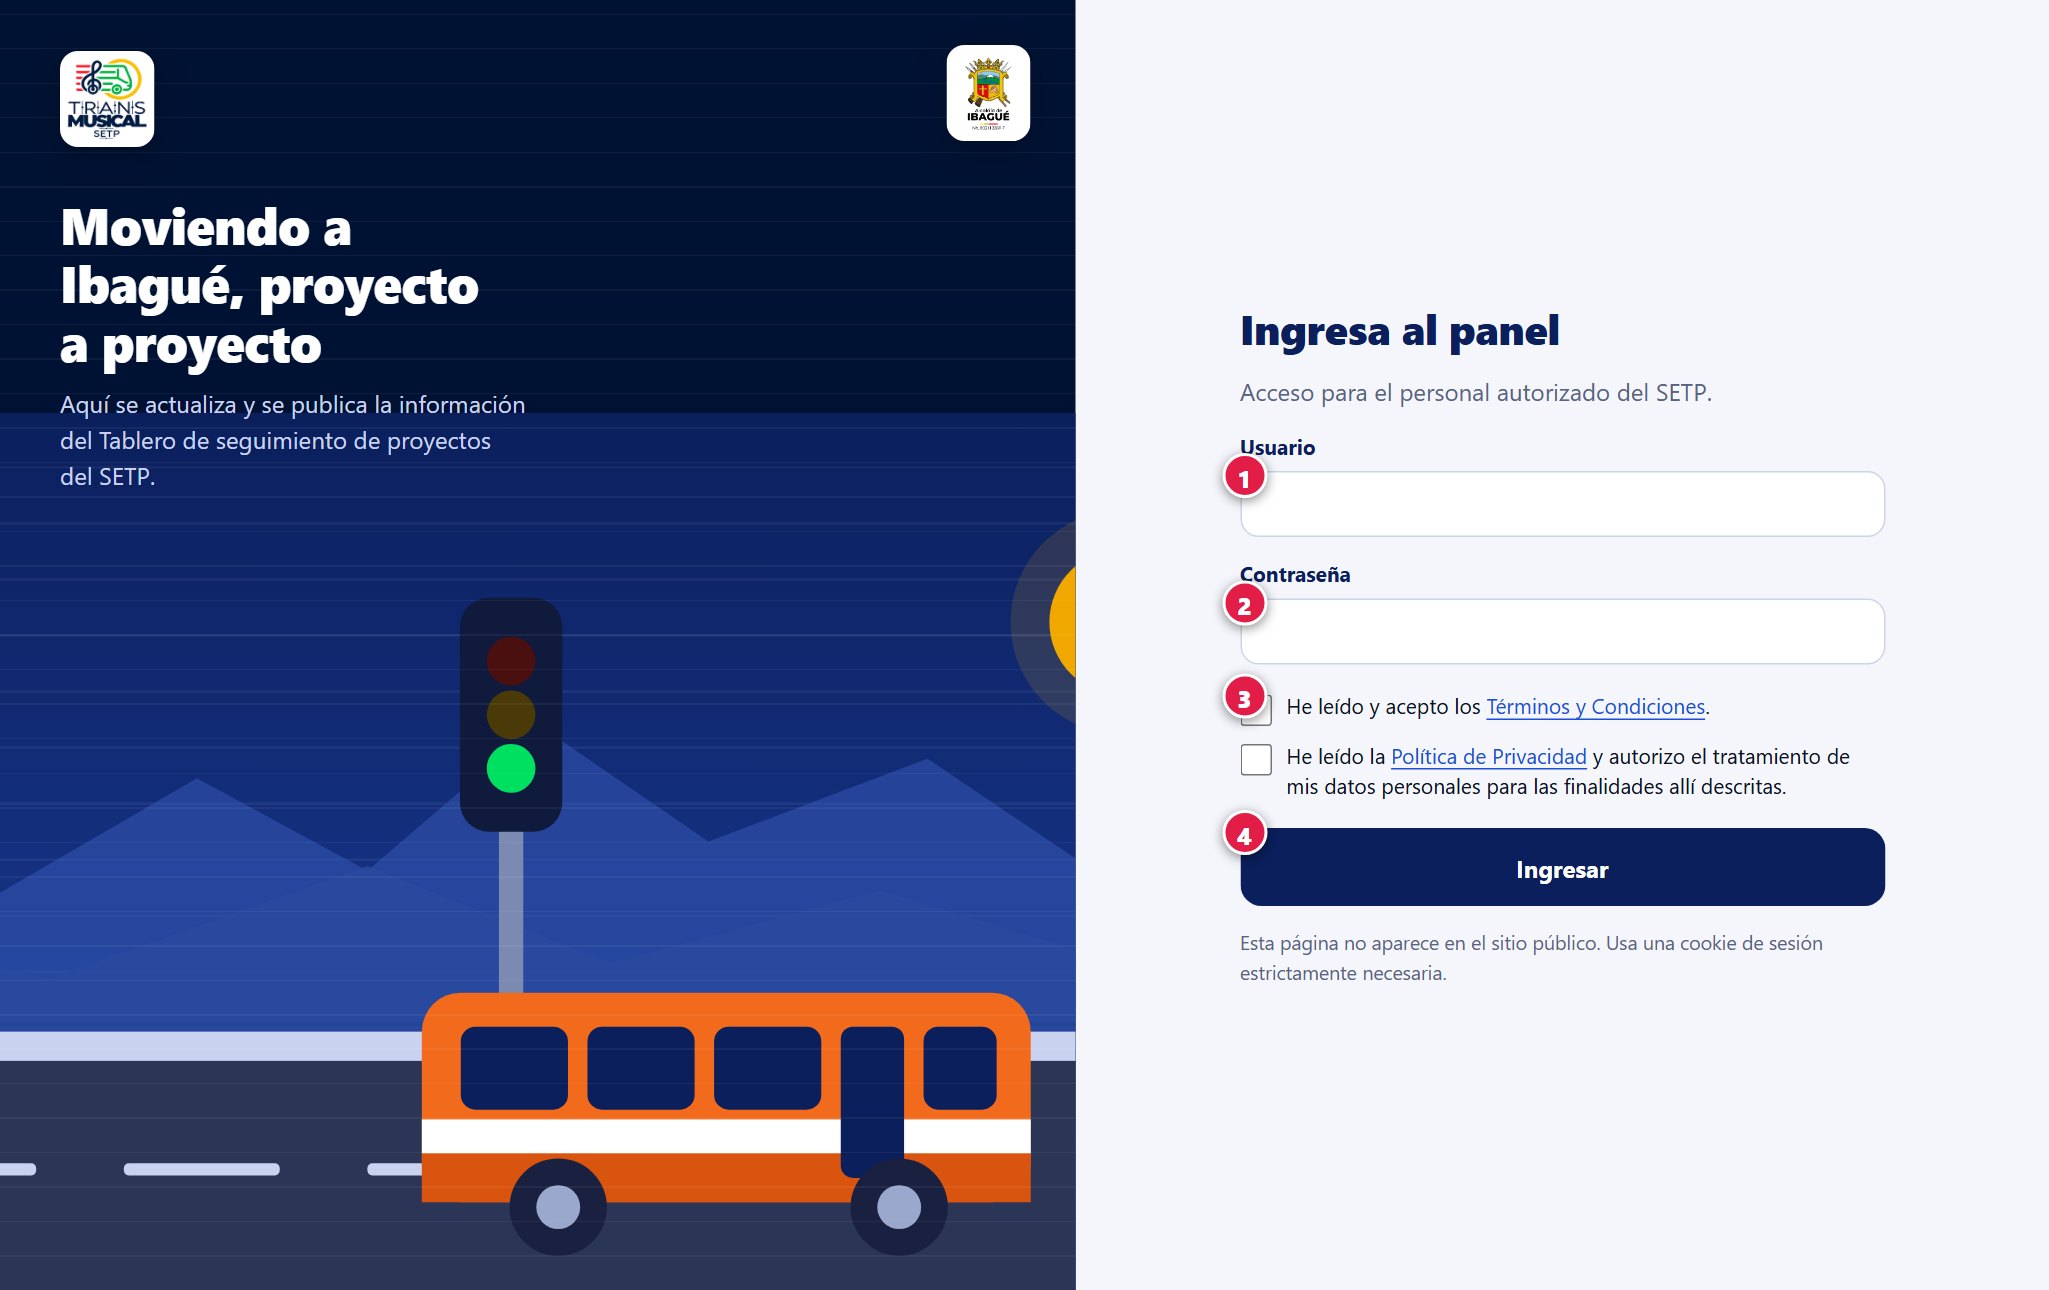 TRANS
MUSICAL
SETP
Alcaldía de
IBAGUÉ
Moviendo a
Ibagué, proyecto
a proyecto
Aquí se actualiza y se publica la información
del Tablero de seguimiento de proyectos
del SETP.
Ingresa al panel
Acceso para el personal autorizado del SETP.
Usuario
1
Contraseña
2
3 He leído y acepto los Términos y Condiciones.
He leído la Política de Privacidad y autorizo el tratamiento de
mis datos personales para las finalidades allí descritas.
4
Ingresar
Esta página no aparece en el sitio público. Usa una cookie de sesión
estrictamente necesaria.